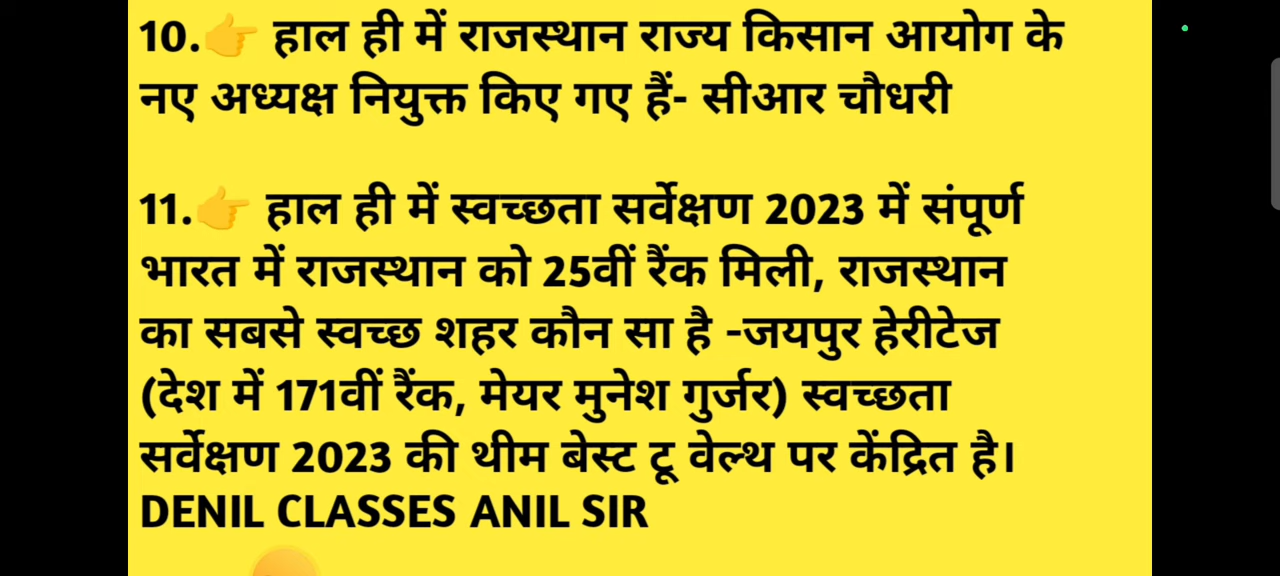 10.👉 हाल ही में राजस्थान राज्य किसान आयोग के
नए अध्यक्ष नियुक्त किए गए हैं- सीआर चौधरी
11.👉 हाल ही में स्वच्छता सर्वेक्षण 2023 में संपूर्ण
भारत में राजस्थान को 25वीं रैंक मिली, राजस्थान
का सबसे स्वच्छ शहर कौन सा है -जयपुर हेरीटेज
(देश में 171वीं रैंक, मेयर मुनेश गुर्जर) स्वच्छता
सर्वेक्षण 2023 की थीम बेस्ट टू वेल्थ पर केंद्रित है।
DENIL CLASSES ANIL SIR